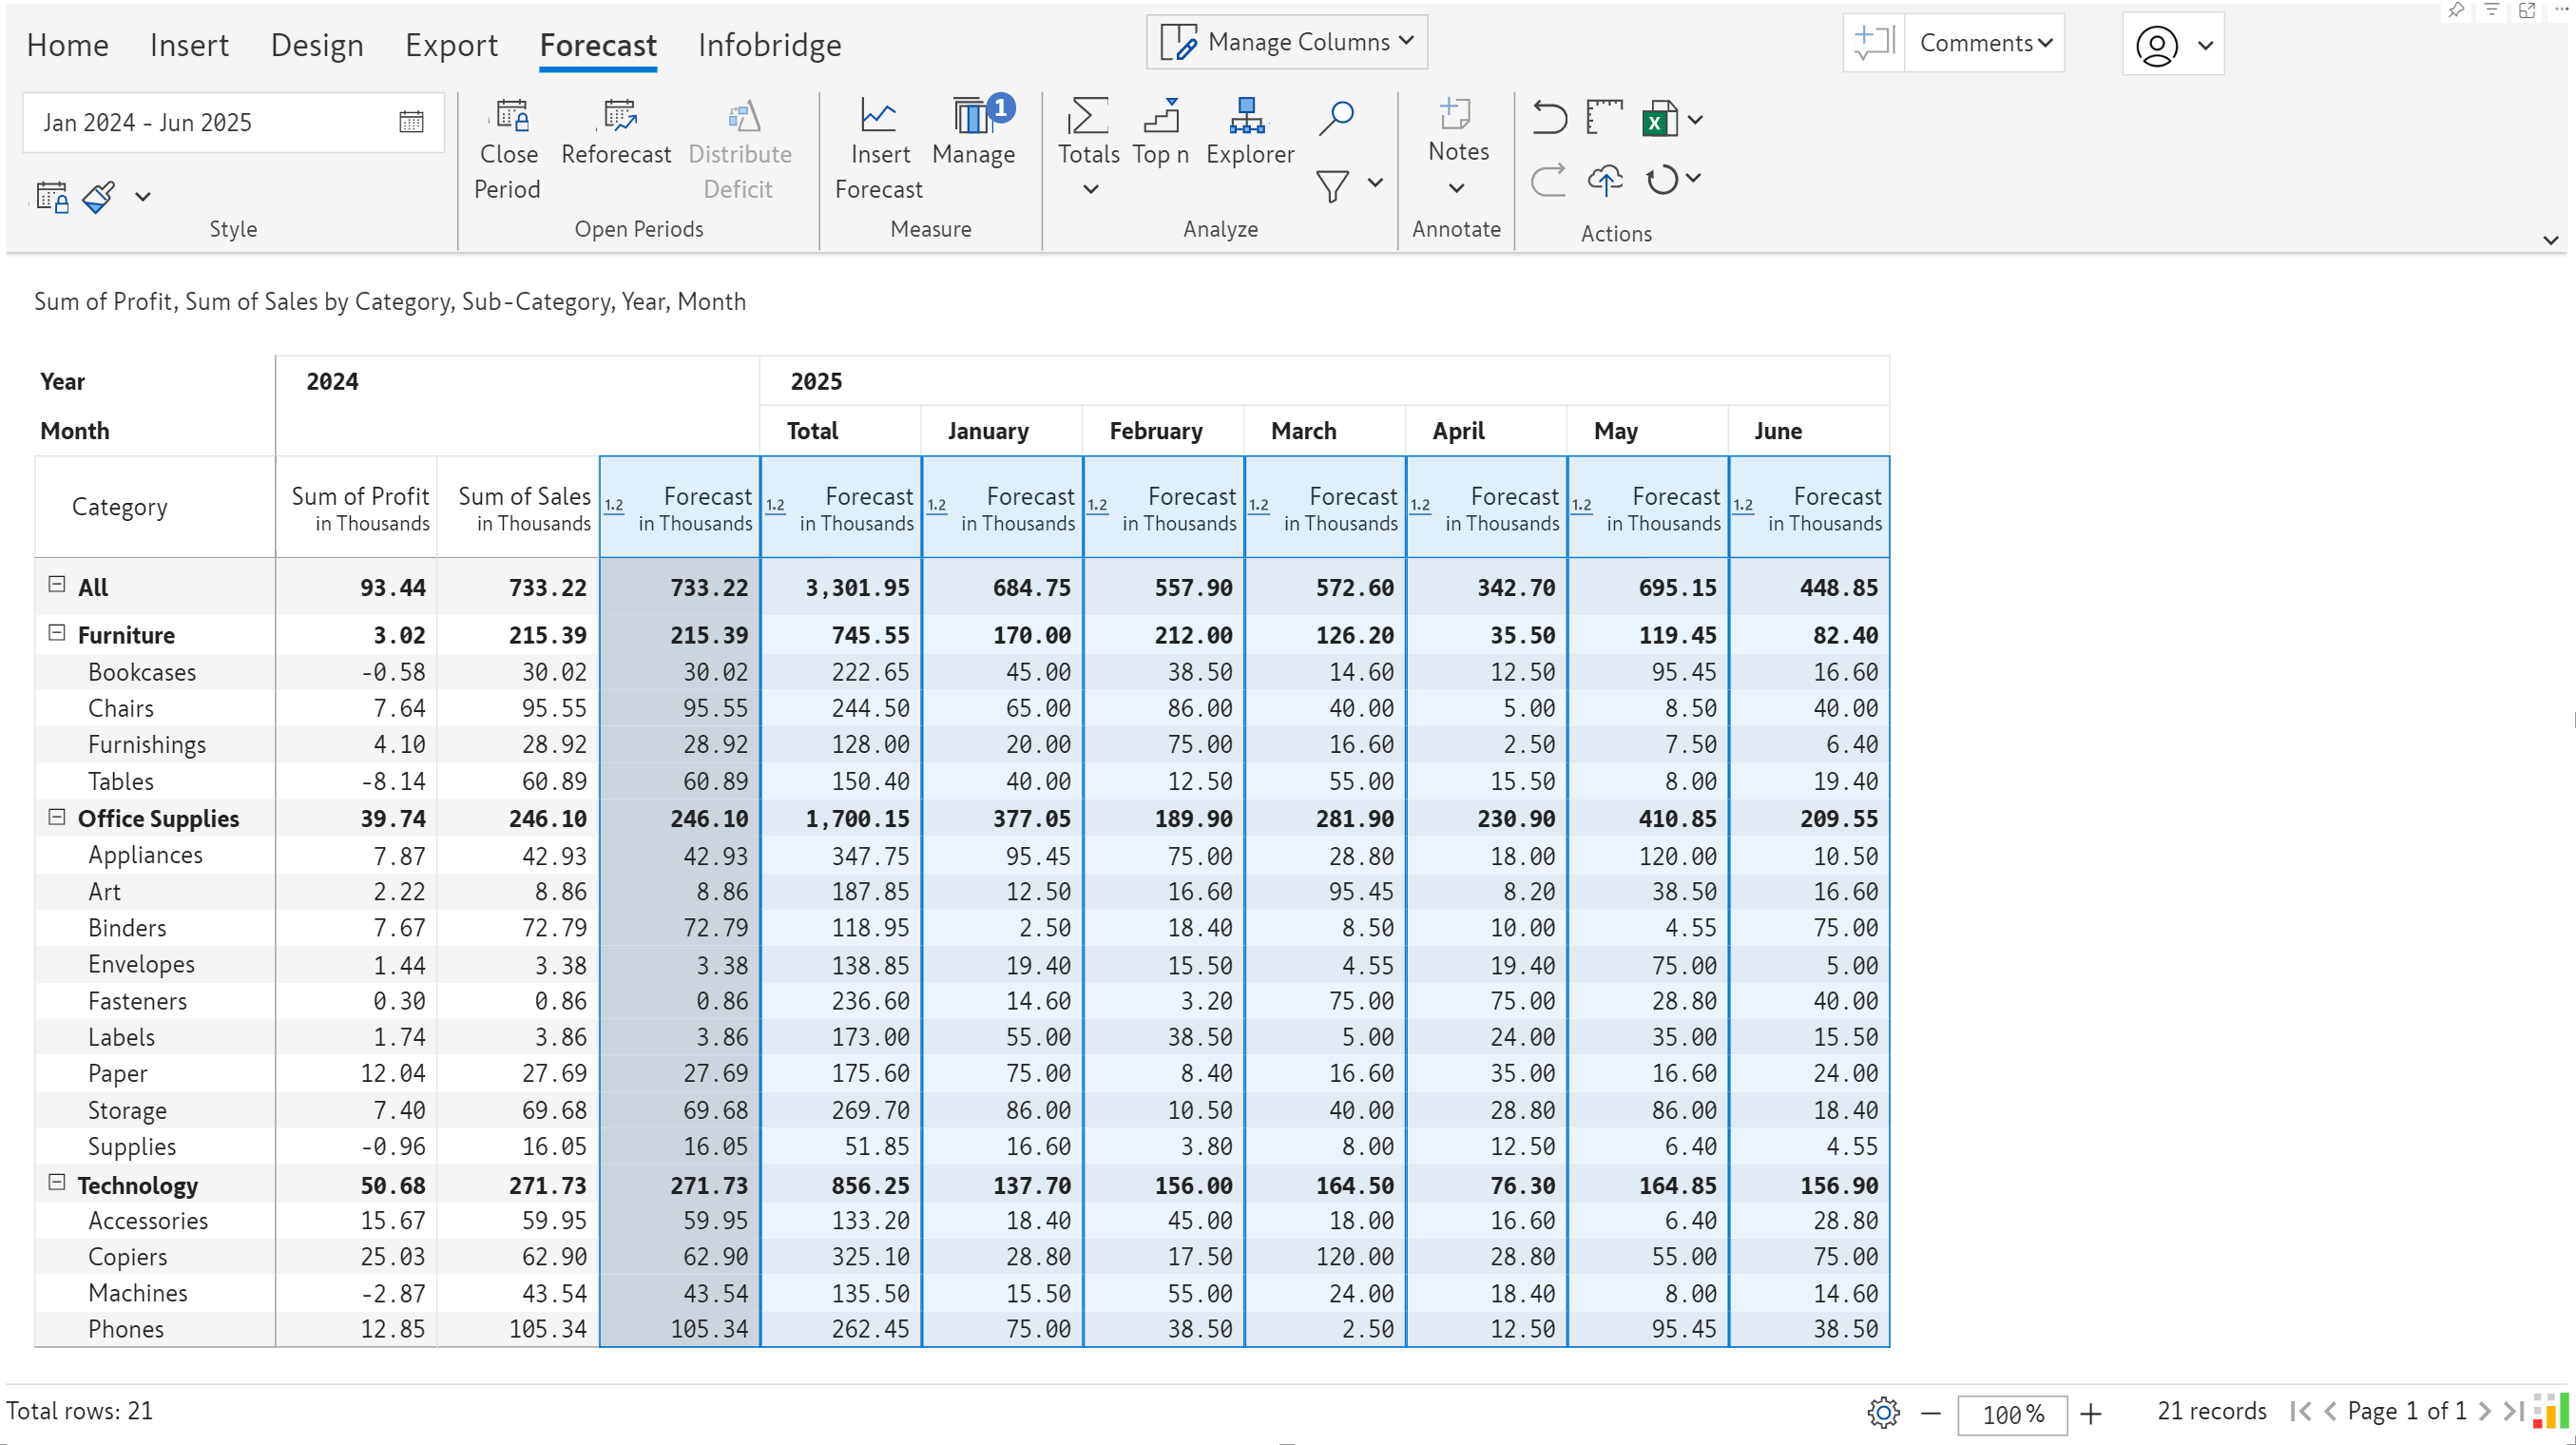 Home Insert Design Export Forecast Infobridge Manage Columns Comments
Jan 2024 - Jun 2025
Close Period Reforecast Distribute Deficit Insert Forecast Manage 1 Totals Top n Explorer Notes
Style Open Periods Measure Analyze Annotate Actions
Sum of Profit, Sum of Sales by Category, Sub-Category, Year, Month
Year 2024 2025
Month Total January February March April May June
Category Sum of Profit Sum of Sales 1.2 Forecast 1.2 Forecast 1.2 Forecast 1.2 Forecast 1.2 Forecast 1.2 Forecast 1.2 Forecast 1.2 Forecast
in Thousands in Thousands in Thousands in Thousands in Thousands in Thousands in Thousands in Thousands in Thousands in Thousands
All 93.44 733.22 733.22 3,301.95 684.75 557.90 572.60 342.70 695.15 448.85
Furniture 3.02 215.39 215.39 745.55 170.00 212.00 126.20 35.50 119.45 82.40
Bookcases -0.58 30.02 30.02 222.65 45.00 38.50 14.60 12.50 95.45 16.60
Chairs 7.64 95.55 95.55 244.50 65.00 86.00 40.00 5.00 8.50 40.00
Furnishings 4.10 28.92 28.92 128.00 20.00 75.00 16.60 2.50 7.50 6.40
Tables -8.14 60.89 60.89 150.40 40.00 12.50 55.00 15.50 8.00 19.40
Office Supplies 39.74 246.10 246.10 1,700.15 377.05 189.90 281.90 230.90 410.85 209.55
Appliances 7.87 42.93 42.93 347.75 95.45 75.00 28.80 18.00 120.00 10.50
Art 2.22 8.86 8.86 187.85 12.50 16.60 95.45 8.20 38.50 16.60
Binders 7.67 72.79 72.79 118.95 2.50 18.40 8.50 10.00 4.55 75.00
Envelopes 1.44 3.38 3.38 138.85 19.40 15.50 4.55 19.40 75.00 5.00
Fasteners 0.30 0.86 0.86 236.60 14.60 3.20 75.00 75.00 28.80 40.00
Labels 1.74 3.86 3.86 173.00 55.00 38.50 5.00 24.00 35.00 15.50
Paper 12.04 27.69 27.69 175.60 75.00 8.40 16.60 35.00 16.60 24.00
Storage 7.40 69.68 69.68 269.70 86.00 10.50 40.00 28.80 86.00 18.40
Supplies -0.96 16.05 16.05 51.85 16.60 3.80 8.00 12.50 6.40 4.55
Technology 50.68 271.73 271.73 856.25 137.70 156.00 164.50 76.30 164.85 156.90
Accessories 15.67 59.95 59.95 133.20 18.40 45.00 18.00 16.60 6.40 28.80
Copiers 25.03 62.90 62.90 325.10 28.80 17.50 120.00 28.80 55.00 75.00
Machines -2.87 43.54 43.54 135.50 15.50 55.00 24.00 18.40 8.00 14.60
Phones 12.85 105.34 105.34 262.45 75.00 38.50 2.50 12.50 95.45 38.50
Total rows: 21 100% 21 records Page 1 of 1